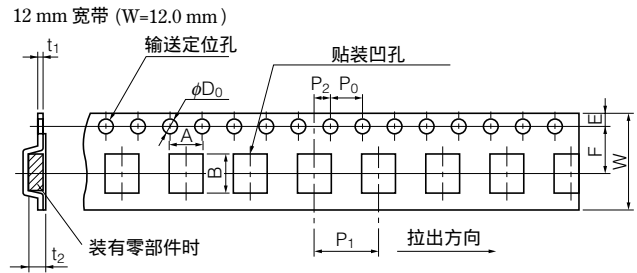 12 mm 宽带 (W=12.0 mm)
t₁
输送定位孔
贴装凹孔
ϕD₀
P₂
P₀
A
E
F
B
W
装有零部件时
t₂
P₁
拉出方向